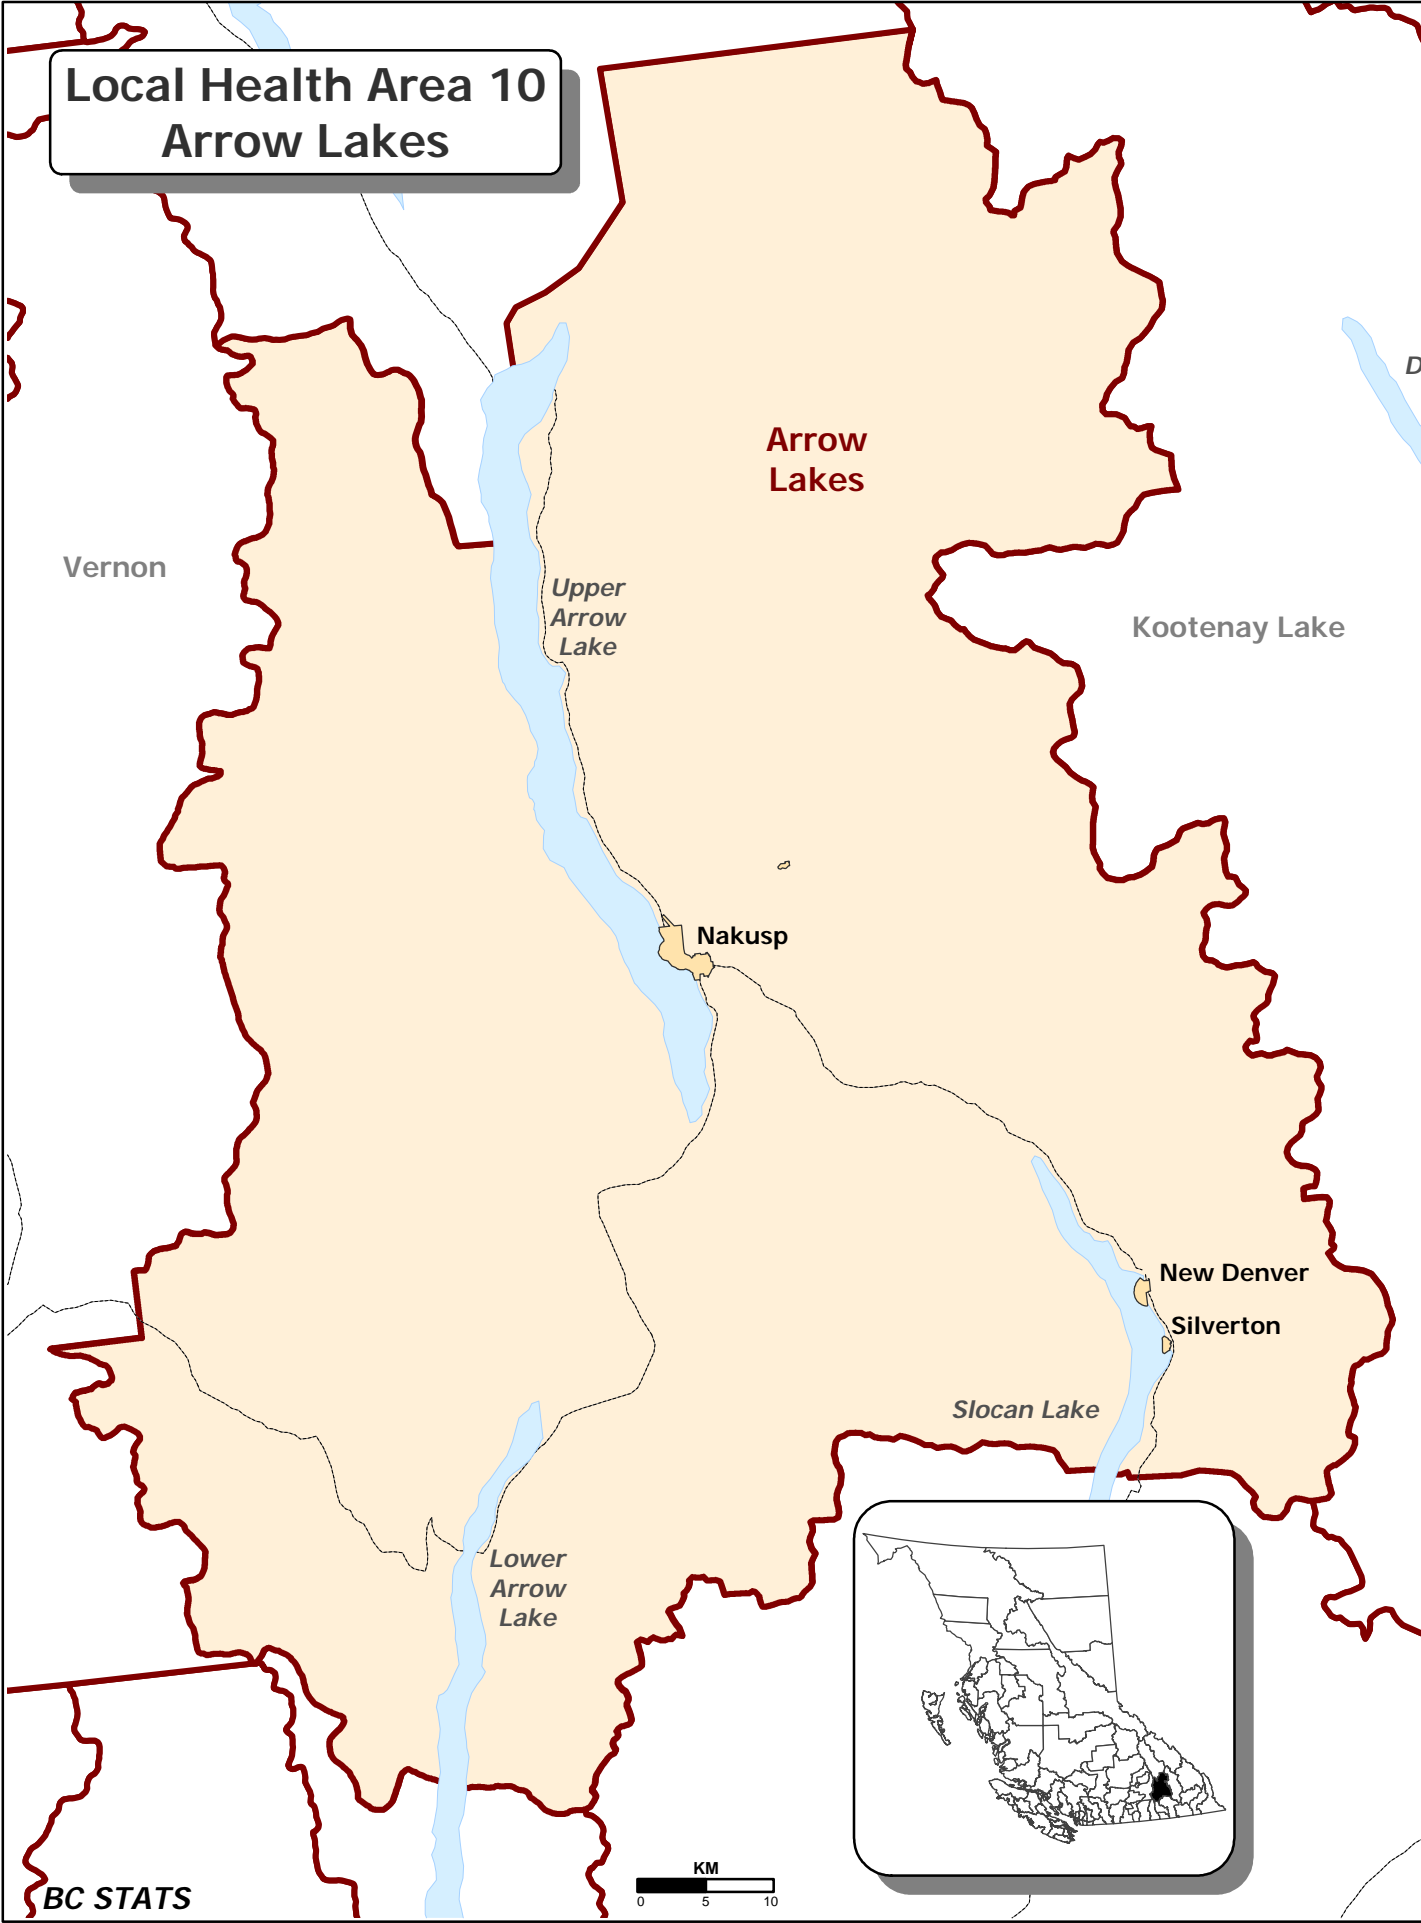 Local Health Area 10
Arrow Lakes
D
Arrow
Lakes
Vernon
Upper
Arrow
Lake
Kootenay Lake
Nakusp
New Denver
Silverton
Slocan Lake
Lower
Arrow
Lake
KM
0 5 10
BC STATS